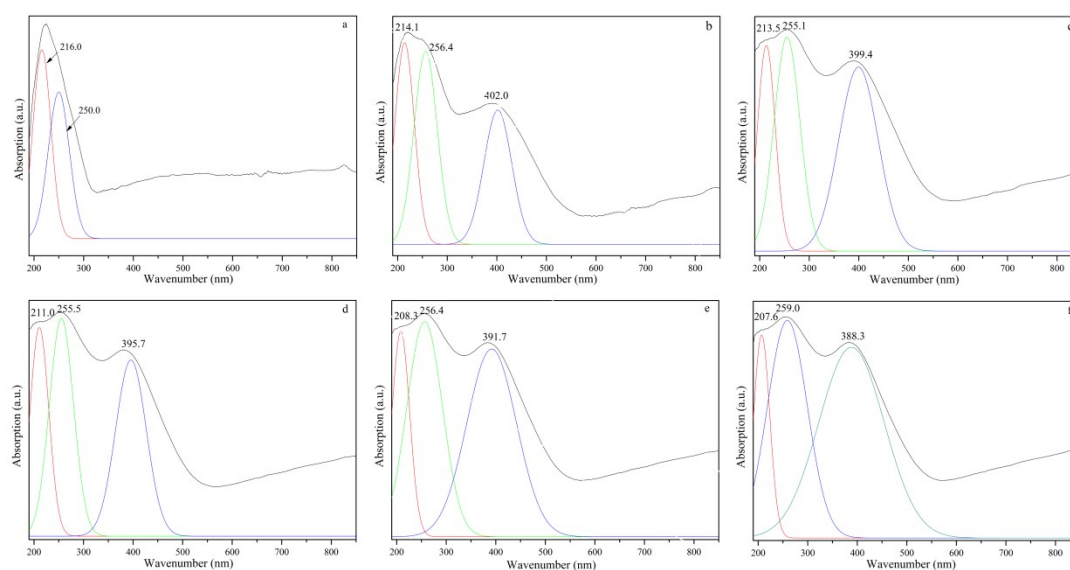 a
216.0
250.0
Absorption (a.u.)
200 300 400 500 600 700 800
Wavenumber (nm)
b
214.1
256.4
402.0
Absorption (a.u.)
200 300 400 500 600 700 800
Wavenumber (nm)
213.5 255.1
399.4
Absorption (a.u.)
200 300 400 500 600 700 800
Wavenumber (nm)
d
211.0 255.5
395.7
Absorption (a.u.)
200 300 400 500 600 700 800
Wavenumber (nm)
e
208.3 256.4
391.7
Absorption (a.u.)
200 300 400 500 600 700 800
Wavenumber (nm)
f
207.6 259.0
388.3
Absorption (a.u.)
200 300 400 500 600 700 800
Wavenumber (nm)